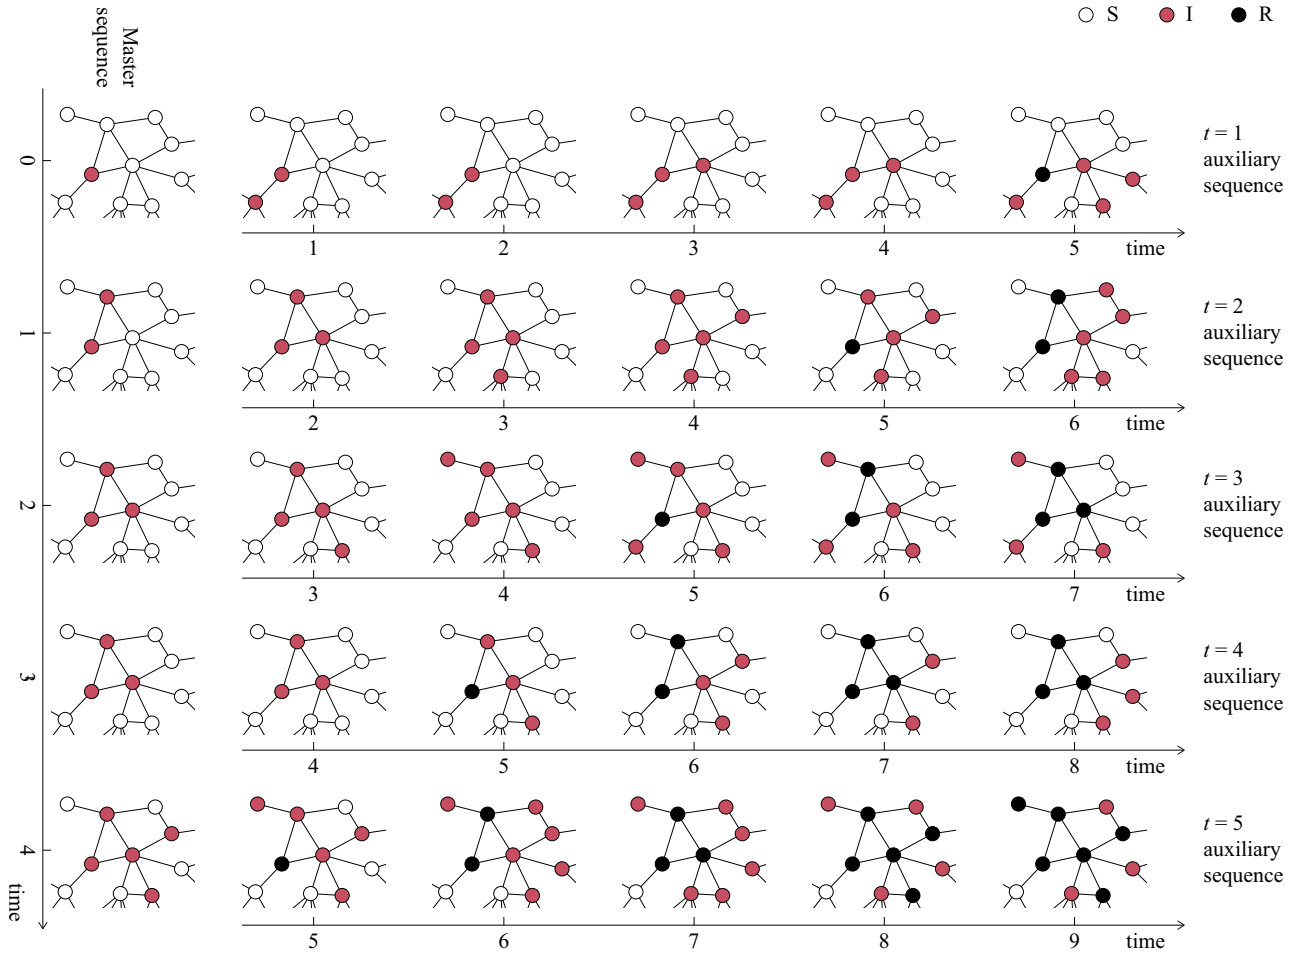 S I R
Master
sequence
0
t = 1
auxiliary
sequence
1 2 3 4 5 time
1
t = 2
auxiliary
sequence
2 3 4 5 6 time
2
t = 3
auxiliary
sequence
3 4 5 6 7 time
3
t = 4
auxiliary
sequence
4 5 6 7 8 time
4
t = 5
auxiliary
sequence
time
5 6 7 8 9 time